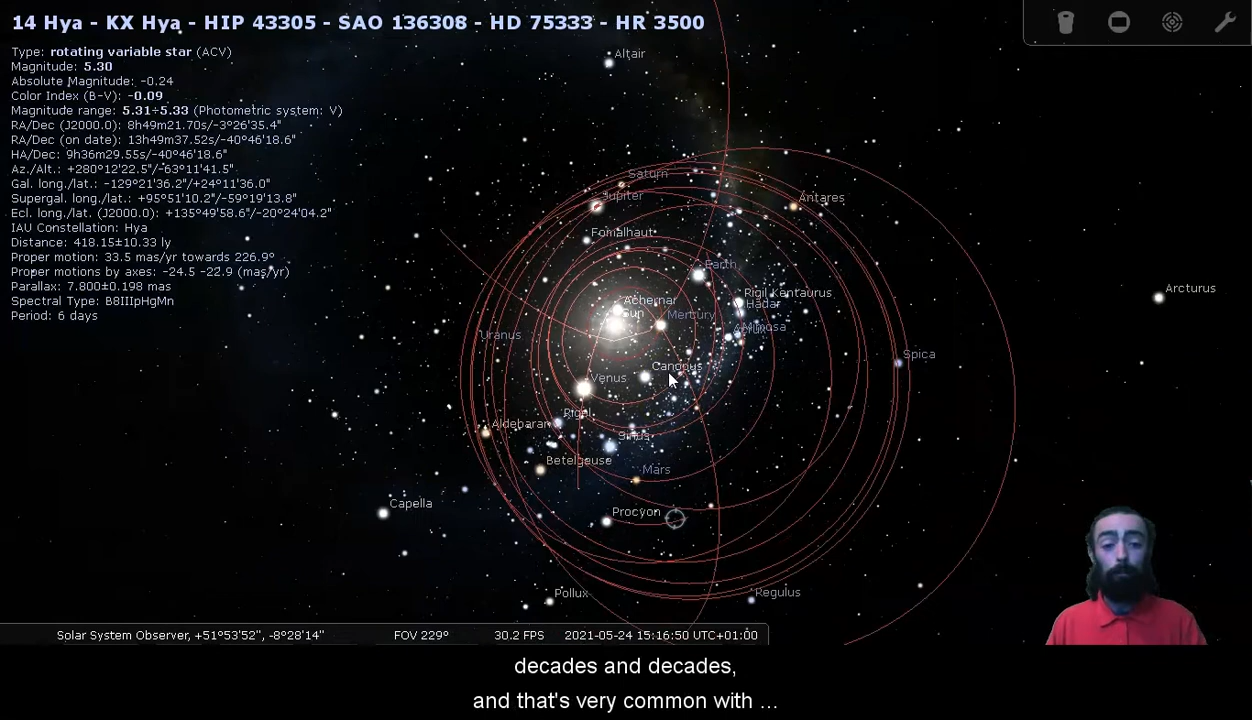 14 Hya - KX Hya - HIP 43305 - SAO 136308 - HD 75333 - HR 3500
Type: rotating variable star (ACV)
Magnitude: 5.30
Absolute Magnitude: -0.24
Color Index (B-V): -0.09
Magnitude range: 5.31÷5.33 (Photometric system: V)
RA/Dec (J2000.0): 8h49m21.70s/-3°26'35.4"
RA/Dec (on date): 13h49m37.52s/-40°46'18.6"
HA/Dec: 9h36m29.55s/-40°46'18.6"
Az./Alt.: +280°12'22.5"/-63°11'41.5"
Gal. long./lat.: -129°21'36.2"/+24°11'36.0"
Supergal. long./lat.: +95°51'10.2"/-59°19'13.8"
Ecl. long./lat. (J2000.0): +135°49'58.6"/-20°24'04.2"
IAU Constellation: Hya
Distance: 418.15±10.33 ly
Proper motion: 33.5 mas/yr towards 226.9°
Proper motions by axes: -24.5 -22.9 (mas/yr)
Parallax: 7.800±0.198 mas
Spectral Type: B8IIIpHgMn
Period: 6 days
Altair
Saturn
Jupiter
Antares
Fomalhaut
Earth
Arcturus
Rigil Kentaurus
Achernar
Hadar
Sun
Mercury
Mimosa
Uranus
Spica
Canopus
Venus
Rigel
Aldebaran
Sirius
Betelgeuse
Mars
Capella
Procyon
Pollux
Regulus
Solar System Observer, +51°53'52", -8°28'14"
FOV 229°
30.2 FPS
2021-05-24 15:16:50 UTC+01:00
decades and decades,
and that's very common with ...